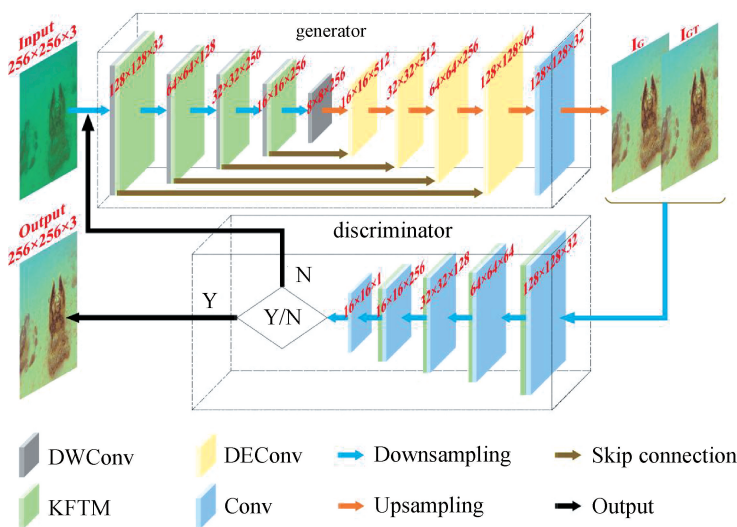 generator
Input
256×256×3
128×128×32
64×64×128
32×32×256
16×16×256
8×8×256
16×16×512
32×32×512
64×64×256
128×128×64
128×128×32
I_G
I_GT
Output
256×256×3
discriminator
N
Y
Y/N
16×16×1
16×16×256
32×32×128
64×64×64
128×128×32
DWConv
DEConv
Downsampling
Skip connection
KFTM
Conv
Upsampling
Output